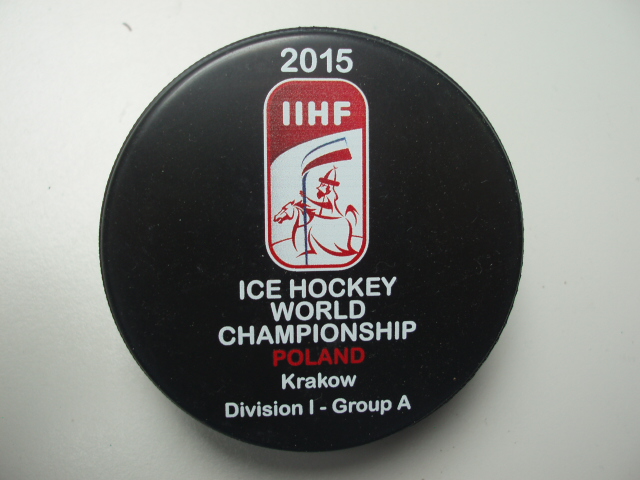 2015
IIHF
ICE HOCKEY
WORLD
CHAMPIONSHIP
POLAND
Krakow
Division I - Group A